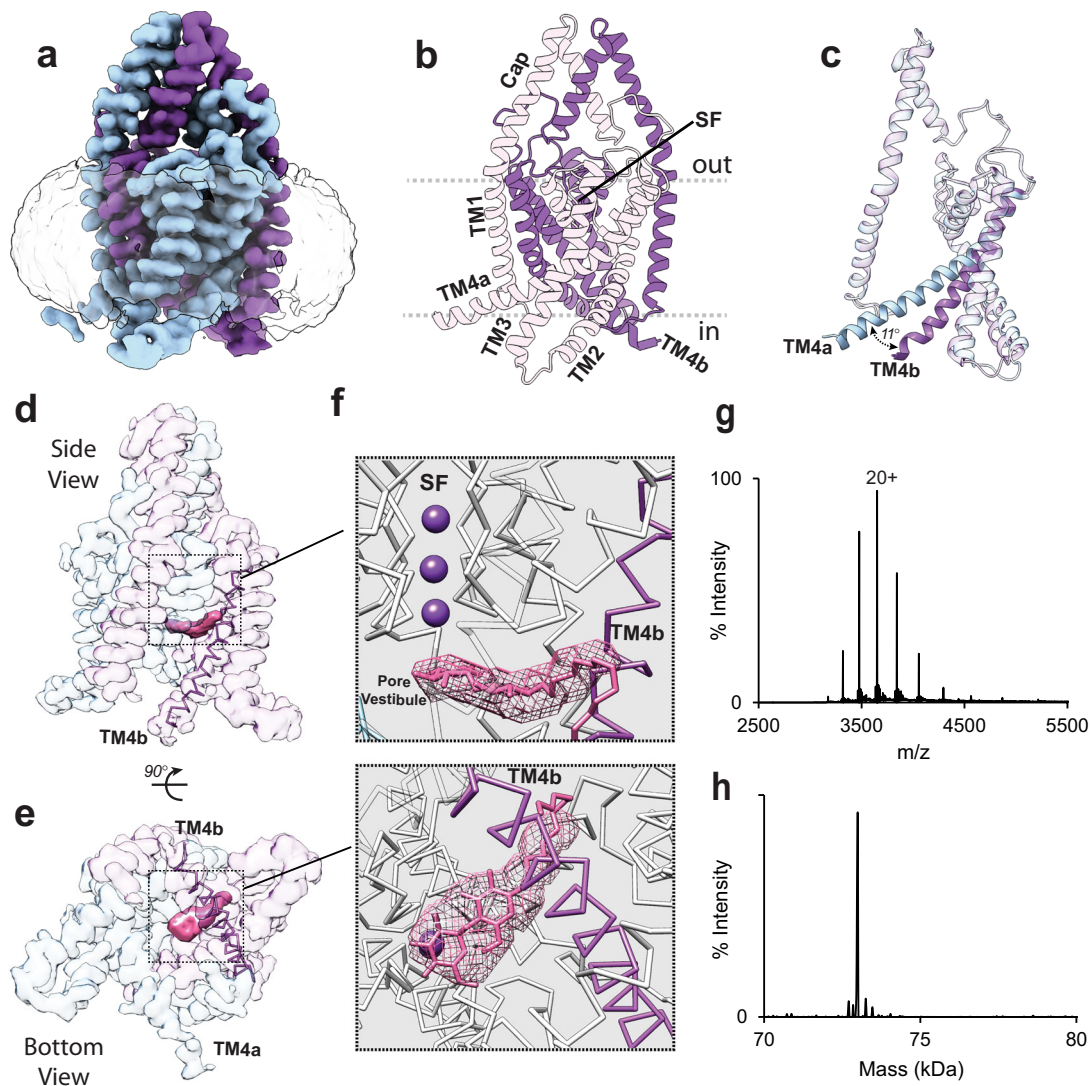 a
b
Cap
SF
out
TM1
TM4a
TM3
TM2
in
TM4b
c
TM4a
11°
TM4b
d
Side
View
TM4b
90°
e
TM4b
TM4a
Bottom
View
f
SF
TM4b
Pore
Vestibule
TM4b
g
100
20+
% Intensity
0
2500
3500
4500
5500
m/z
h
% Intensity
0
70
75
80
Mass (kDa)